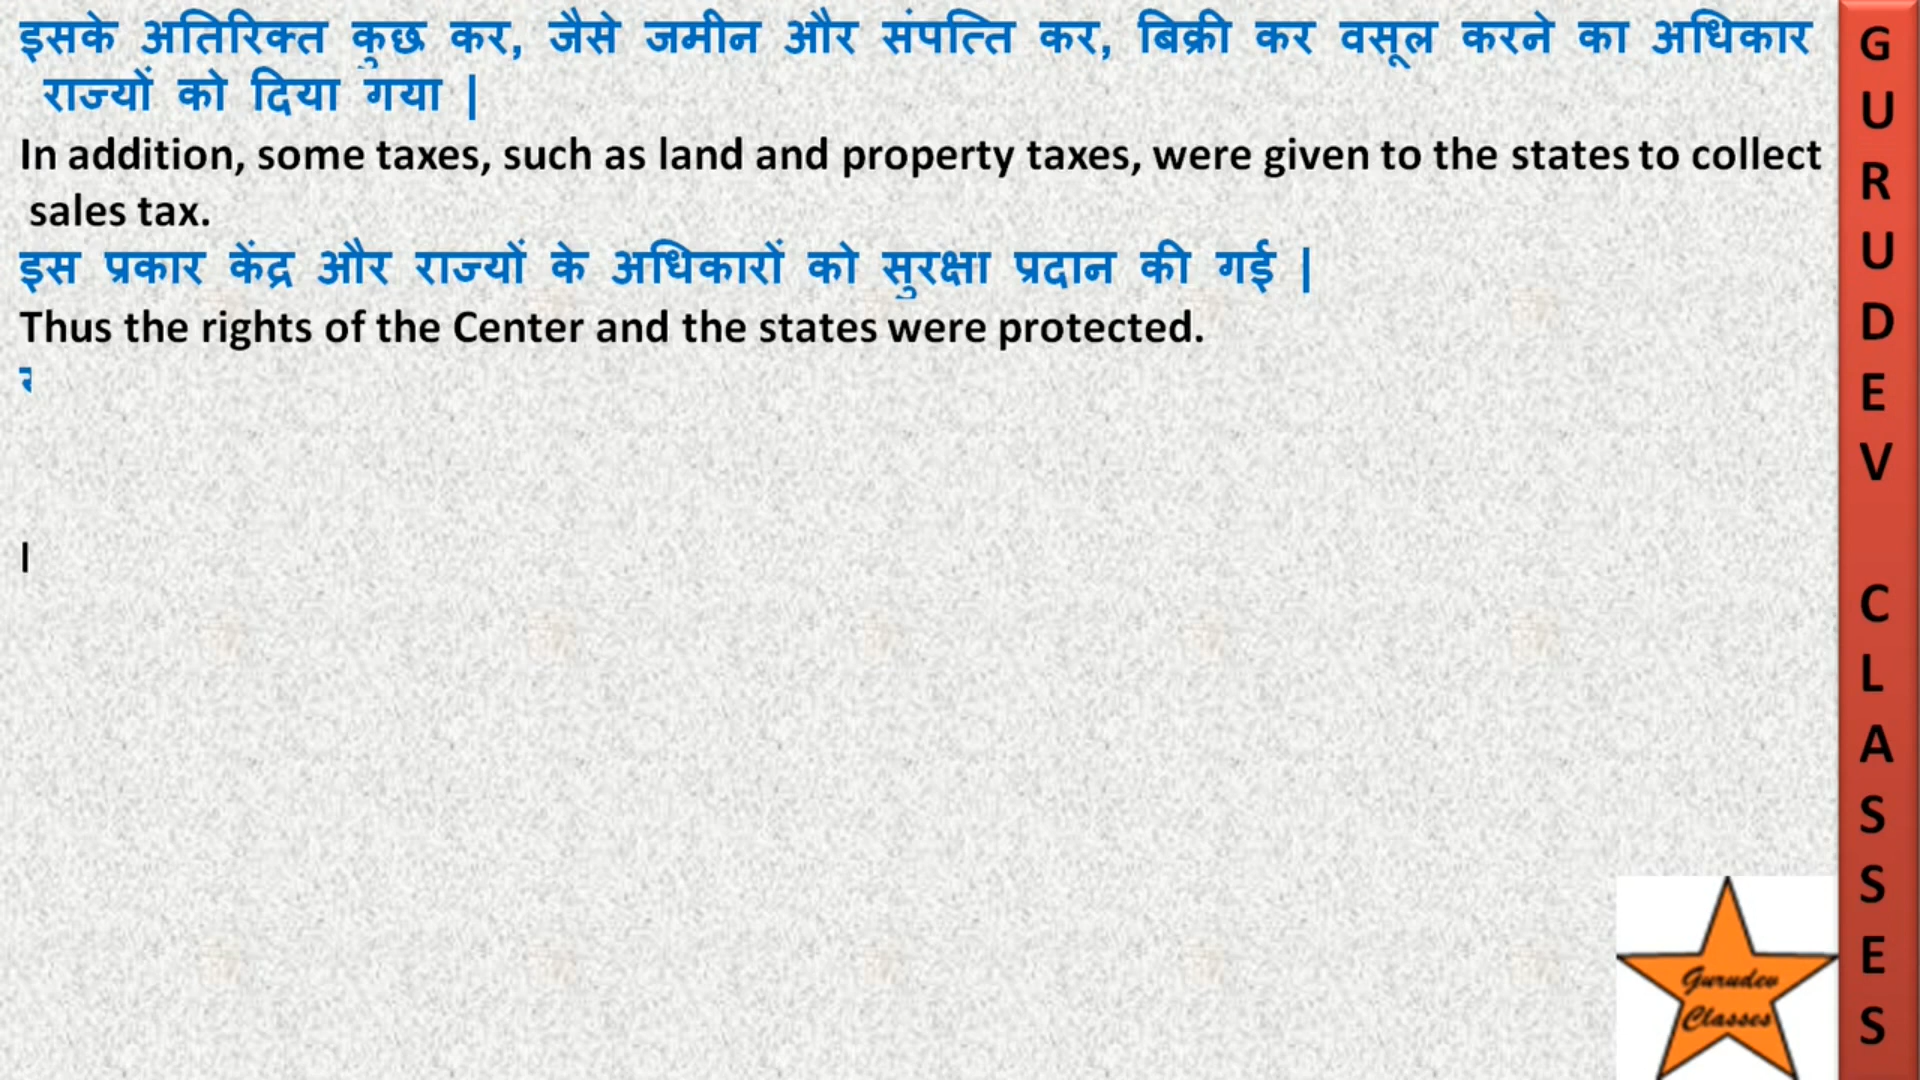 इसके अतिरिक्त कुछ कर, जैसे जमीन और संपत्ति कर, बिक्री कर वसूल करने का अधिकार
राज्यों को दिया गया |
In addition, some taxes, such as land and property taxes, were given to the states to collect
sales tax.
इस प्रकार केंद्र और राज्यों के अधिकारों को सुरक्षा प्रदान की गई |
Thus the rights of the Center and the states were protected.
GURUDEV CLASSES
Gurudev
Classes